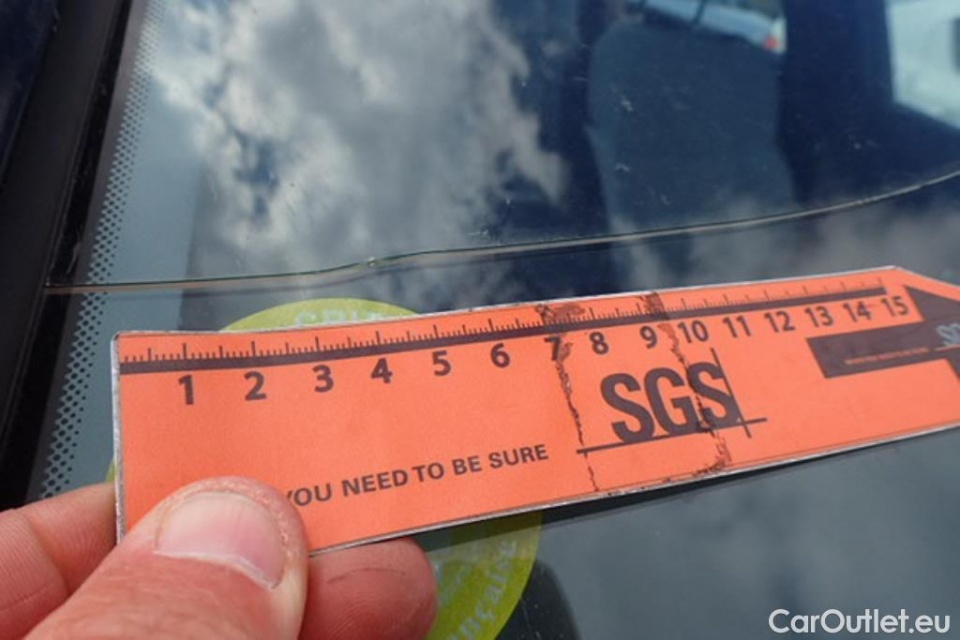 1 2 3 4 5 6 7 8 9 10 11 12 13 14 15
SGS
YOU NEED TO BE SURE
CarOutlet.eu